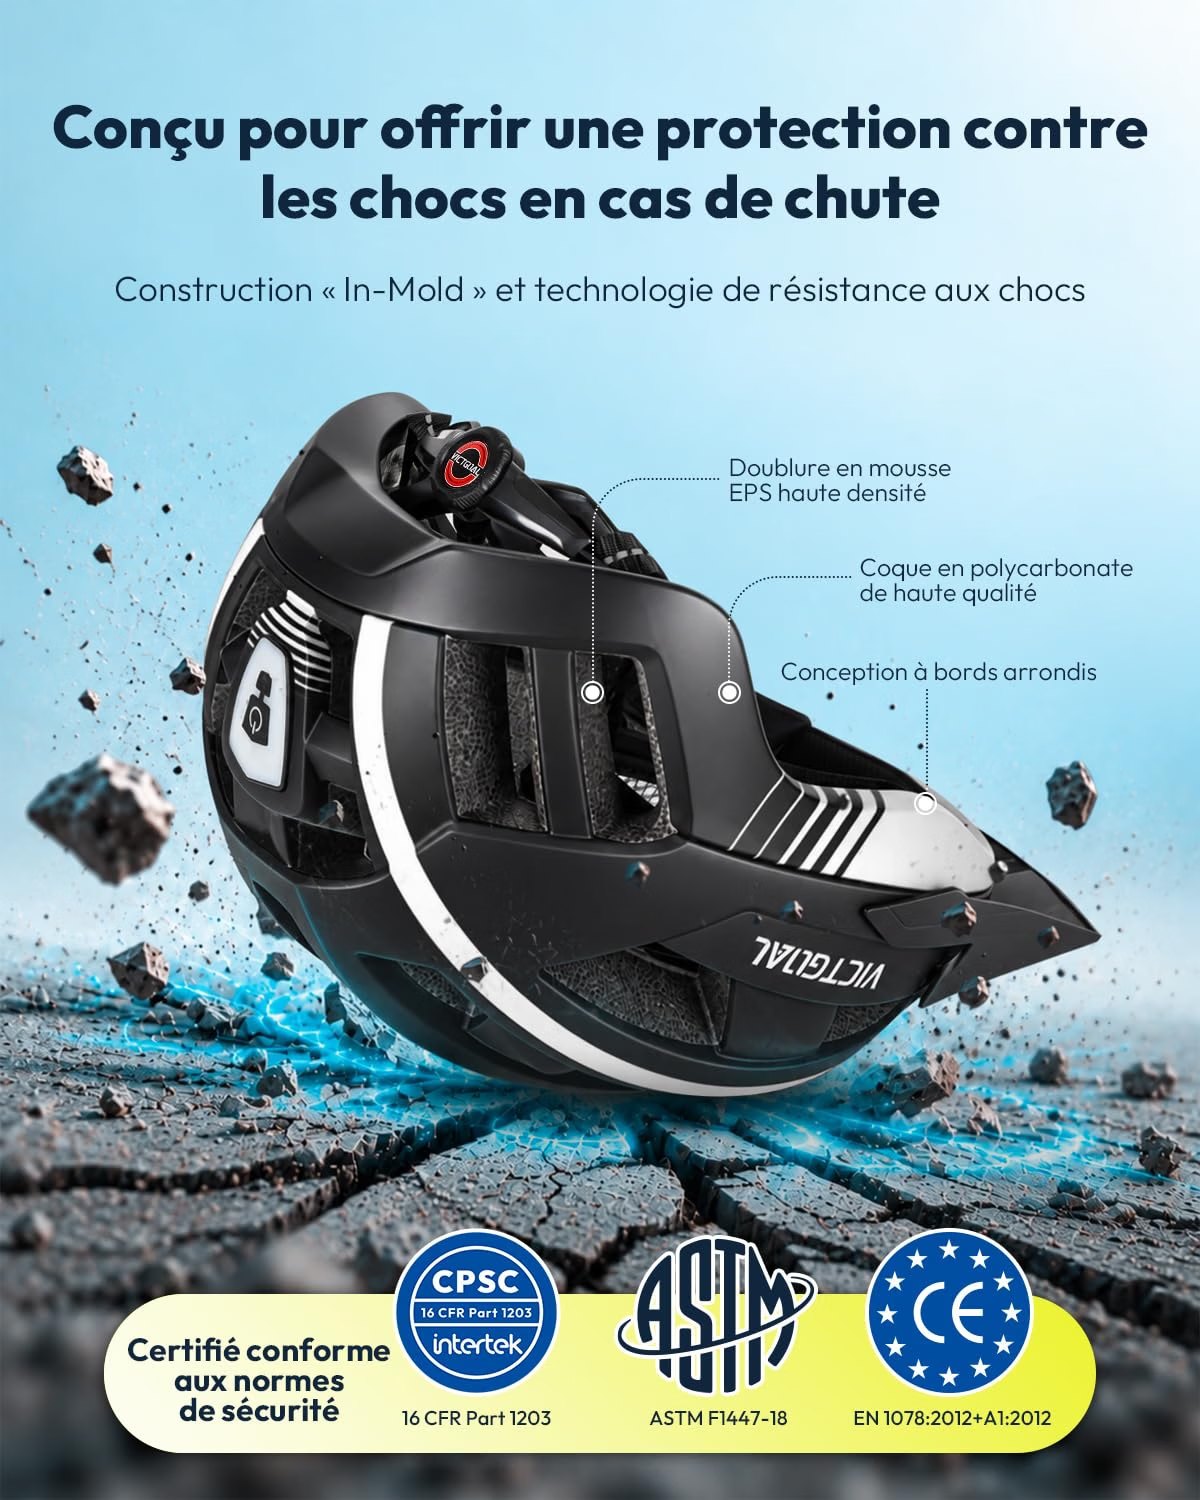 Conçu pour offrir une protection contre
les chocs en cas de chute
Construction « In-Mold » et technologie de résistance aux chocs
VICTGOAL
Doublure en mousse
EPS haute densité
Coque en polycarbonate
de haute qualité
Conception à bords arrondis
VICTGOAL
Certifié conforme
aux normes
de sécurité
CPSC
16 CFR Part 1203
intertek
16 CFR Part 1203
ASTM
ASTM F1447-18
CE
EN 1078:2012+A1:2012